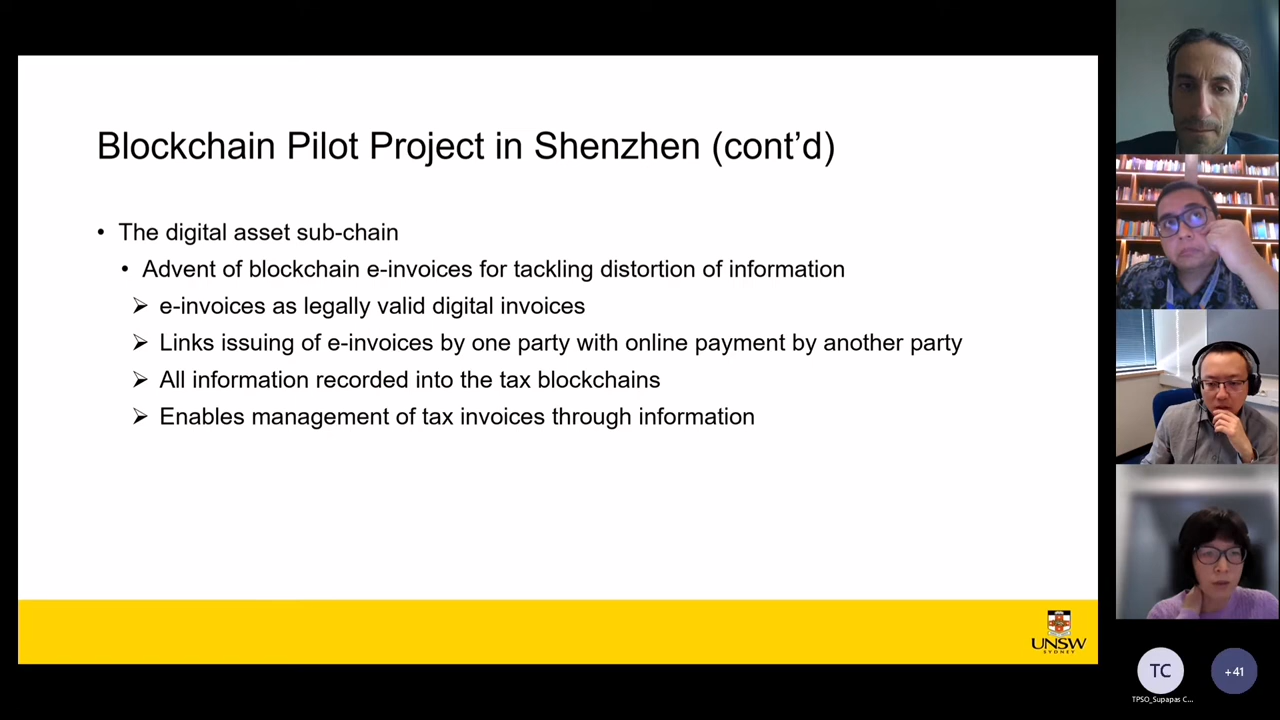 Blockchain Pilot Project in Shenzhen (cont’d)
• The digital asset sub-chain
• Advent of blockchain e-invoices for tackling distortion of information
➢ e-invoices as legally valid digital invoices
➢ Links issuing of e-invoices by one party with online payment by another party
➢ All information recorded into the tax blockchains
➢ Enables management of tax invoices through information
UNSW
SYDNEY
TC
+41
TPSO_Supapas C...